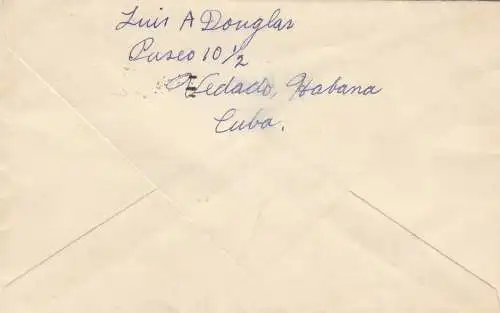 Luis A Douglas
Paseo 10 1/2
Vedado, Habana
Cuba.